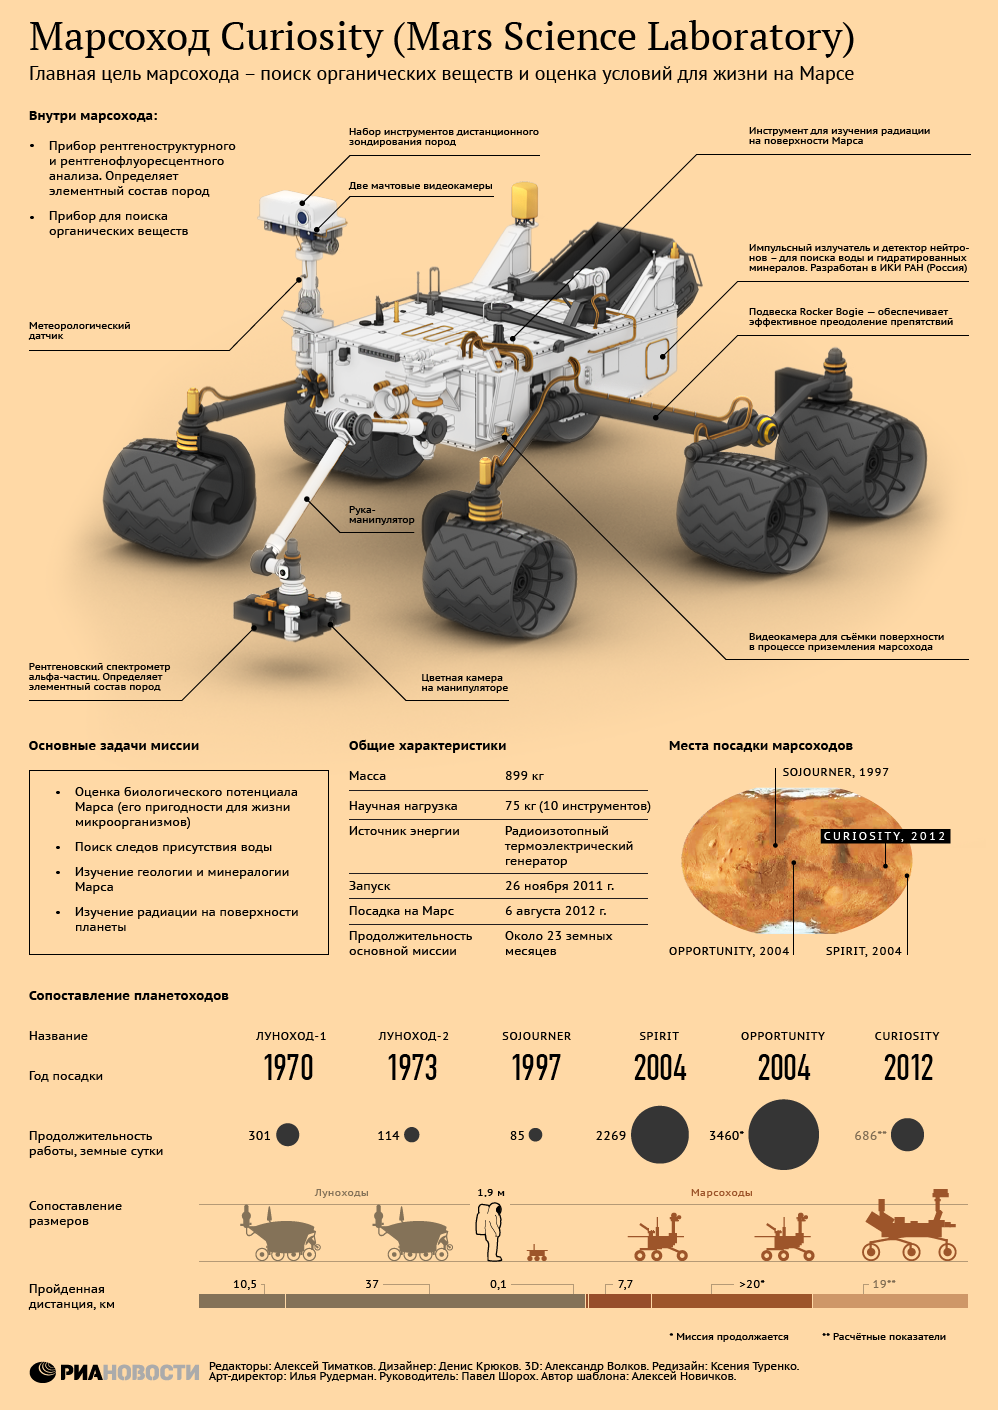 Марсоход Curiosity (Mars Science Laboratory)
Главная цель марсохода – поиск органических веществ и оценка условий для жизни на Марсе
Внутри марсохода:
• Прибор рентгеноструктурного
и рентгенофлуоресцентного
анализа. Определяет
элементный состав пород
• Прибор для поиска
органических веществ
Набор инструментов дистанционного
зондирования пород
Две мачтовые видеокамеры
Инструмент для изучения радиации
на поверхности Марса
Импульсный излучатель и детектор нейтро-
нов – для поиска воды и гидратированных
минералов. Разработан в ИКИ РАН (Россия)
Подвеска Rocker Bogie — обеспечивает
эффективное преодоление препятствий
Метеорологический
датчик
Рука-
манипулятор
Видеокамера для съёмки поверхности
в процессе приземления марсохода
Рентгеновский спектрометр
альфа-частиц. Определяет
элементный состав пород
Цветная камера
на манипуляторе
Основные задачи миссии
• Оценка биологического потенциала
Марса (его пригодности для жизни
микроорганизмов)
• Поиск следов присутствия воды
• Изучение геологии и минералогии
Марса
• Изучение радиации на поверхности
планеты
Общие характеристики
Масса 899 кг
Научная нагрузка 75 кг (10 инструментов)
Источник энергии Радиоизотопный
термоэлектрический
генератор
Запуск 26 ноября 2011 г.
Посадка на Марс 6 августа 2012 г.
Продолжительность Около 23 земных
основной миссии месяцев
Места посадки марсоходов
SOJOURNER, 1997
CURIOSITY, 2012
OPPORTUNITY, 2004 SPIRIT, 2004
Сопоставление планетоходов
Название ЛУНОХОД-1 ЛУНОХОД-2 SOJOURNER SPIRIT OPPORTUNITY CURIOSITY
Год посадки 1970 1973 1997 2004 2004 2012
Продолжительность
работы, земные сутки
301 114 85 2269 3460* 686**
Луноходы 1,9 м Марсоходы
Сопоставление
размеров
Пройденная
дистанция, км
10,5 37 0,1 7,7 >20* 19**
* Миссия продолжается ** Расчётные показатели
РИАНОВОСТИ
Редакторы: Алексей Тиматков. Дизайнер: Денис Крюков. 3D: Александр Волков. Редизайн: Ксения Туренко.
Арт-директор: Илья Рудерман. Руководитель: Павел Шорох. Автор шаблона: Алексей Новичков.